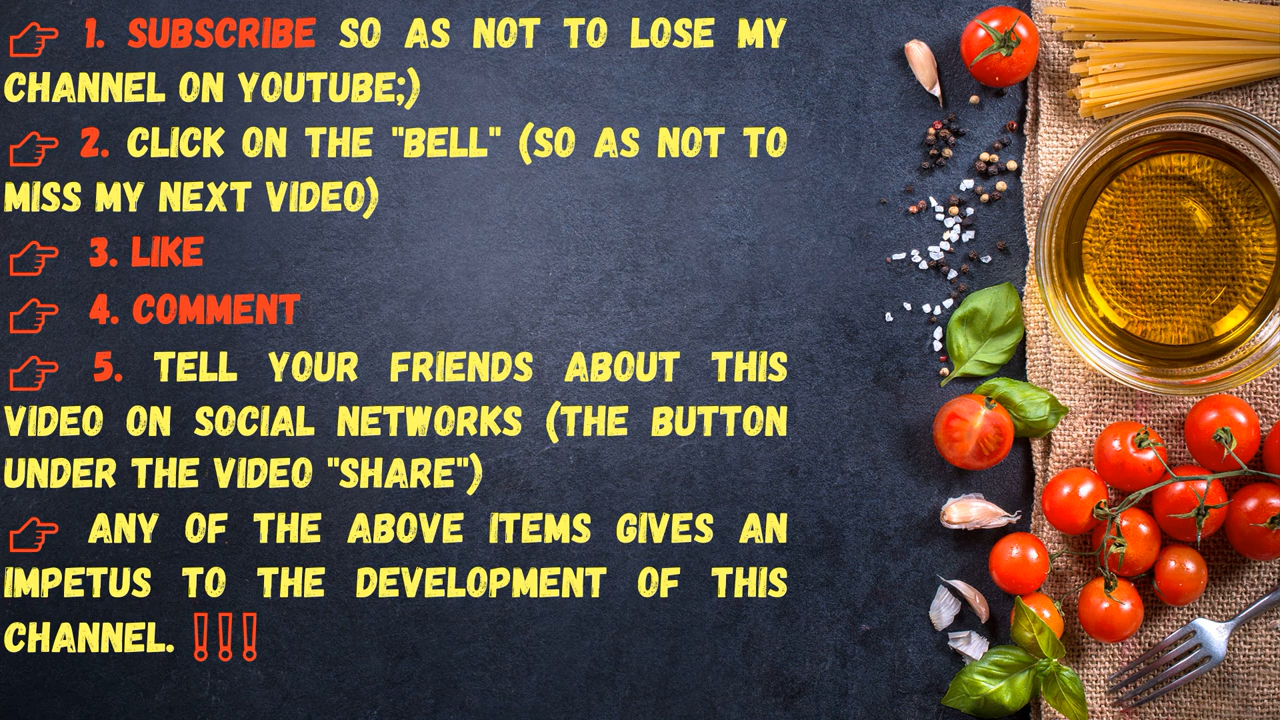 👉 1. SUBSCRIBE SO AS NOT TO LOSE MY
CHANNEL ON YOUTUBE;)
👉 2. CLICK ON THE "BELL" (SO AS NOT TO
MISS MY NEXT VIDEO)
👉 3. LIKE
👉 4. COMMENT
👉 5. TELL YOUR FRIENDS ABOUT THIS
VIDEO ON SOCIAL NETWORKS (THE BUTTON
UNDER THE VIDEO "SHARE")
👉 ANY OF THE ABOVE ITEMS GIVES AN
IMPETUS TO THE DEVELOPMENT OF THIS
CHANNEL. ❗❗❗